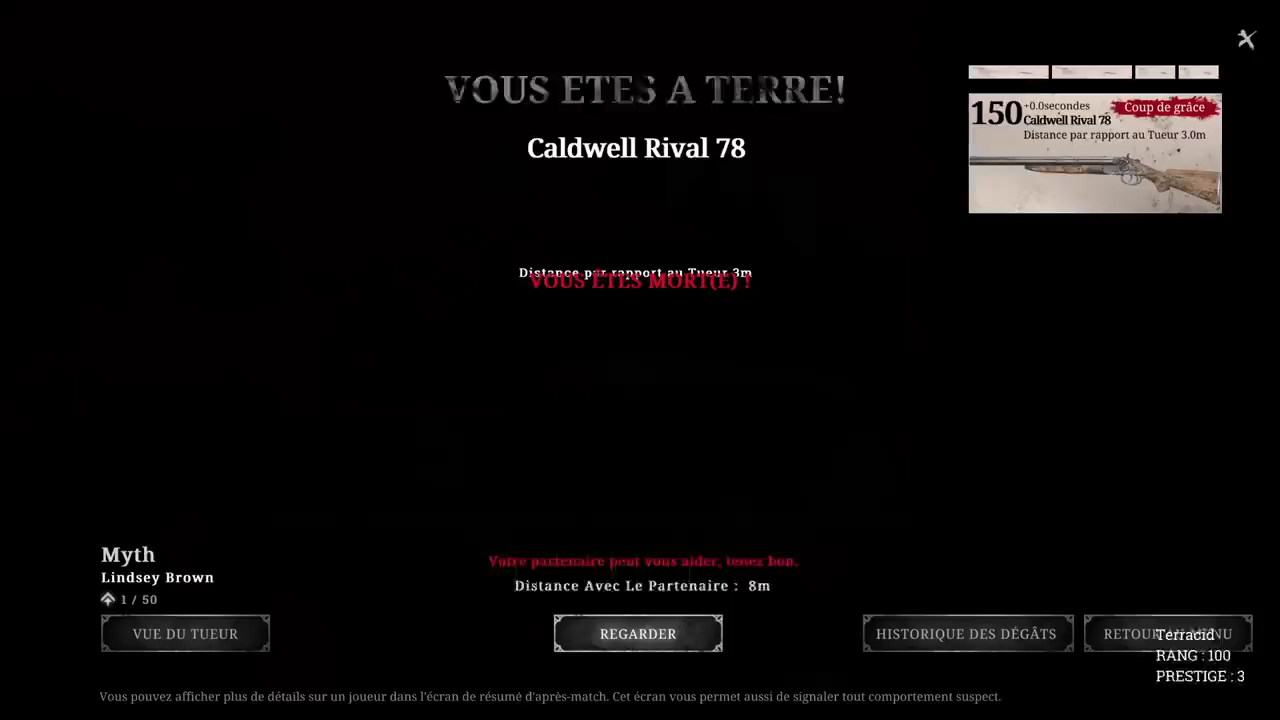 VOUS ETES A TERRE!
Caldwell Rival 78
150
+0.0secondes
Coup de grâce
Caldwell Rival 78
Distance par rapport au Tueur 3.0m
Distance par rapport au Tueur 3m
VOUS ÊTES MORT(E) !
Myth
Lindsey Brown
1 / 50
Votre partenaire peut vous aider, tenez bon.
Distance Avec Le Partenaire : 8m
VUE DU TUEUR
REGARDER
HISTORIQUE DES DÉGÂTS
RETOUR AU MENU
Terracid
RANG : 100
PRESTIGE : 3
Vous pouvez afficher plus de détails sur un joueur dans l'écran de résumé d'après-match. Cet écran vous permet aussi de signaler tout comportement suspect.